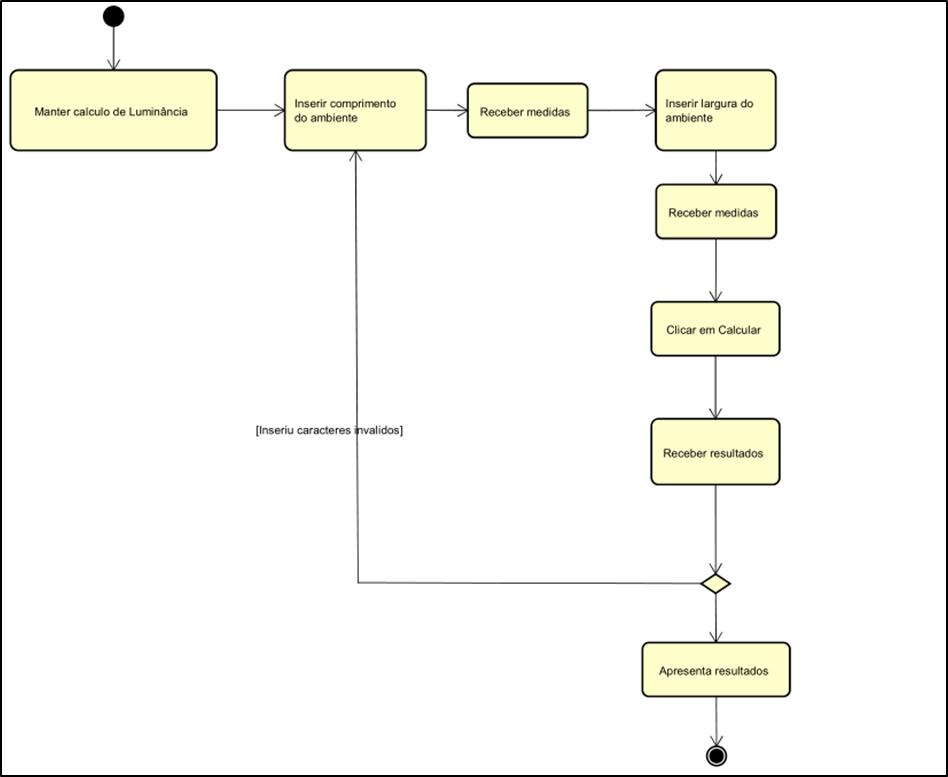 Manter calculo de Luminância
Inserir comprimento
do ambiente
Receber medidas
Inserir largura do
ambiente
Receber medidas
Clicar em Calcular
[Inseriu caracteres invalidos]
Receber resultados
Apresenta resultados